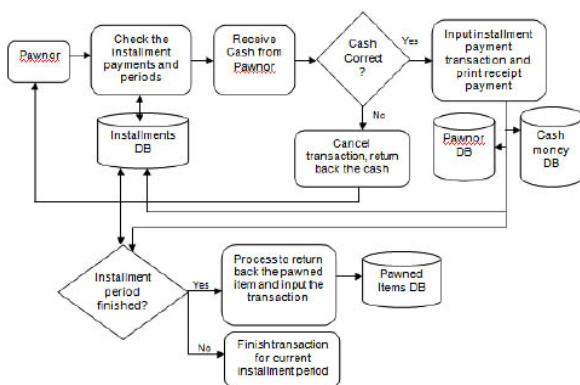 Pawnor
Check the
installment
payments and
periods
Receive
Cash from
Pawnor
Cash
Correct
?
Yes
Input installment
payment
transaction and
print receipt
payment
No
Installments
DB
Cancel
transaction, return
back the cash
Pawnor
DB
Cash
money
DB
Installment
period
finished?
Yes
Process to return
back the pawned
item and input the
transaction
Pawned
Items DB
No
Finish transaction
for current
installment period